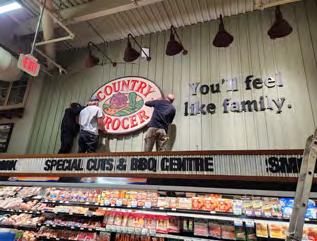 EXIT
COUNTRY
GROCER
You'll feel
like family.
SPECIAL CUTS & BBQ CENTRE